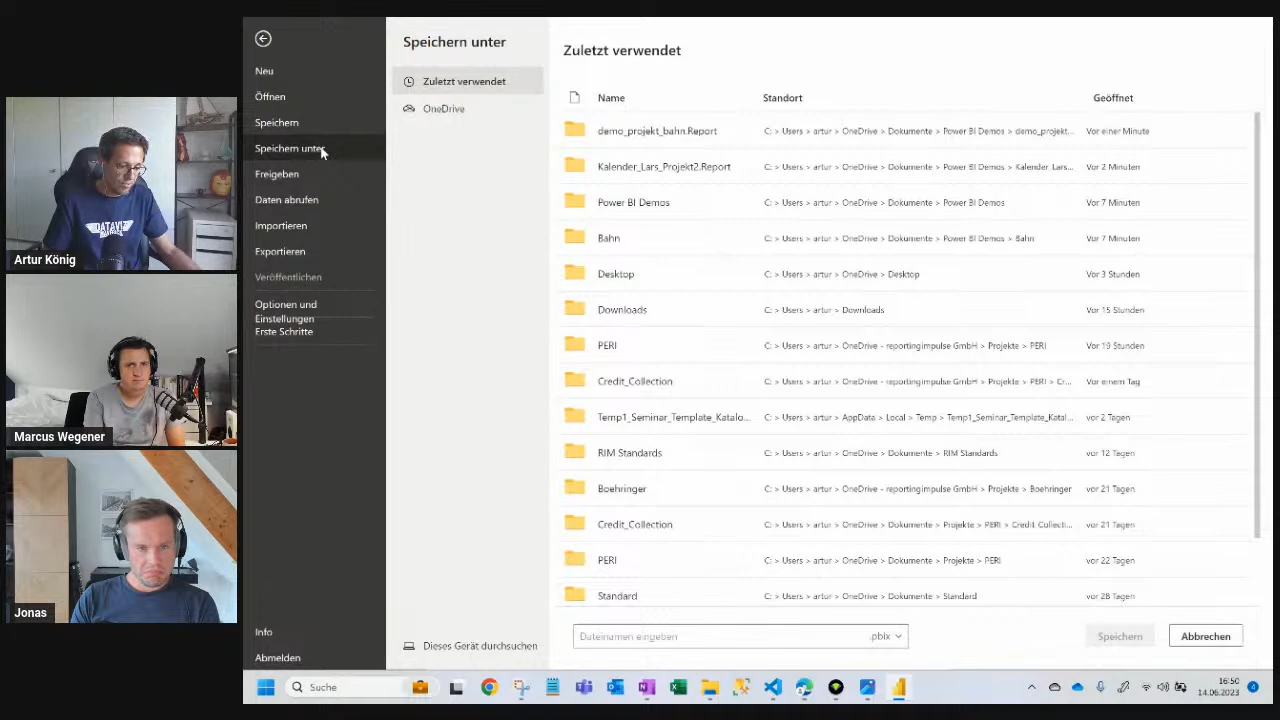 Artur König
Marcus Wegener
Jonas
DATAVIZ
Neu
Öffnen
Speichern
Speichern unter
Freigeben
Daten abrufen
Importieren
Exportieren
Veröffentlichen
Optionen und
Einstellungen
Erste Schritte
Info
Abmelden
Speichern unter
Zuletzt verwendet
OneDrive
Dieses Gerät durchsuchen
Zuletzt verwendet
Name Standort Geöffnet
demo_projekt_bahn.Report C: > Users > artur > OneDrive > Dokumente > Power BI Demos > demo_projekt... Vor einer Minute
Kalender_Lars_Projekt2.Report C: > Users > artur > OneDrive > Dokumente > Power BI Demos > Kalender_Lars... Vor 2 Minuten
Power BI Demos C: > Users > artur > OneDrive > Dokumente > Power BI Demos Vor 7 Minuten
Bahn C: > Users > artur > OneDrive > Dokumente > Power BI Demos > Bahn Vor 7 Minuten
Desktop C: > Users > artur > OneDrive > Desktop Vor 3 Stunden
Downloads C: > Users > artur > Downloads Vor 15 Stunden
PERI C: > Users > artur > OneDrive - reportingimpulse GmbH > Projekte > PERI Vor 19 Stunden
Credit_Collection C: > Users > artur > OneDrive - reportingimpulse GmbH > Projekte > PERI > Cr... Vor einem Tag
Temp1_Seminar_Template_Katalo... C: > Users > artur > AppData > Local > Temp > Temp1_Seminar_Template_Katal... vor 2 Tagen
RIM Standards C: > Users > artur > OneDrive > Dokumente > RIM Standards vor 12 Tagen
Boehringer C: > Users > artur > OneDrive - reportingimpulse GmbH > Projekte > Boehringer vor 21 Tagen
Credit_Collection C: > Users > artur > OneDrive > Dokumente > Projekte > PERI > Credit_Collecti... vor 21 Tagen
PERI C: > Users > artur > OneDrive > Dokumente > Projekte > PERI vor 22 Tagen
Standard C: > Users > artur > OneDrive > Dokumente > Standard vor 28 Tagen
Dateinamen eingeben .pbix
Speichern
Abbrechen
Suche
16:50
14.06.2023
4